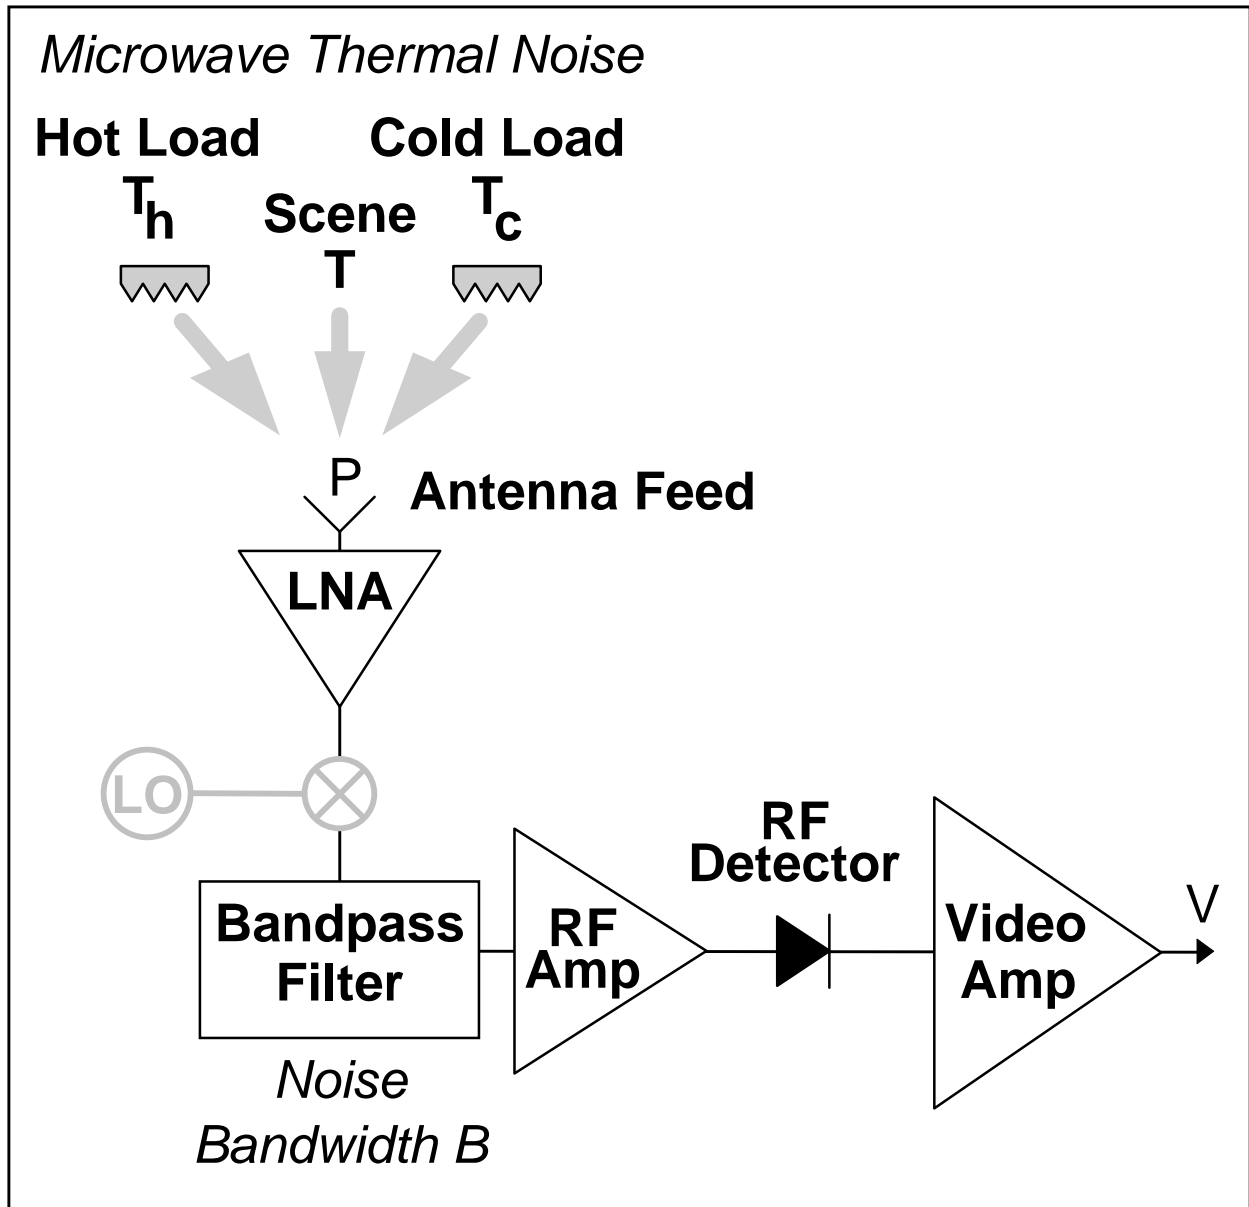 Microwave Thermal Noise
Hot Load
Th
Scene
T
Cold Load
Tc
P
Antenna Feed
LNA
LO
Bandpass
Filter
Noise
Bandwidth B
RF
Amp
RF
Detector
Video
Amp
V